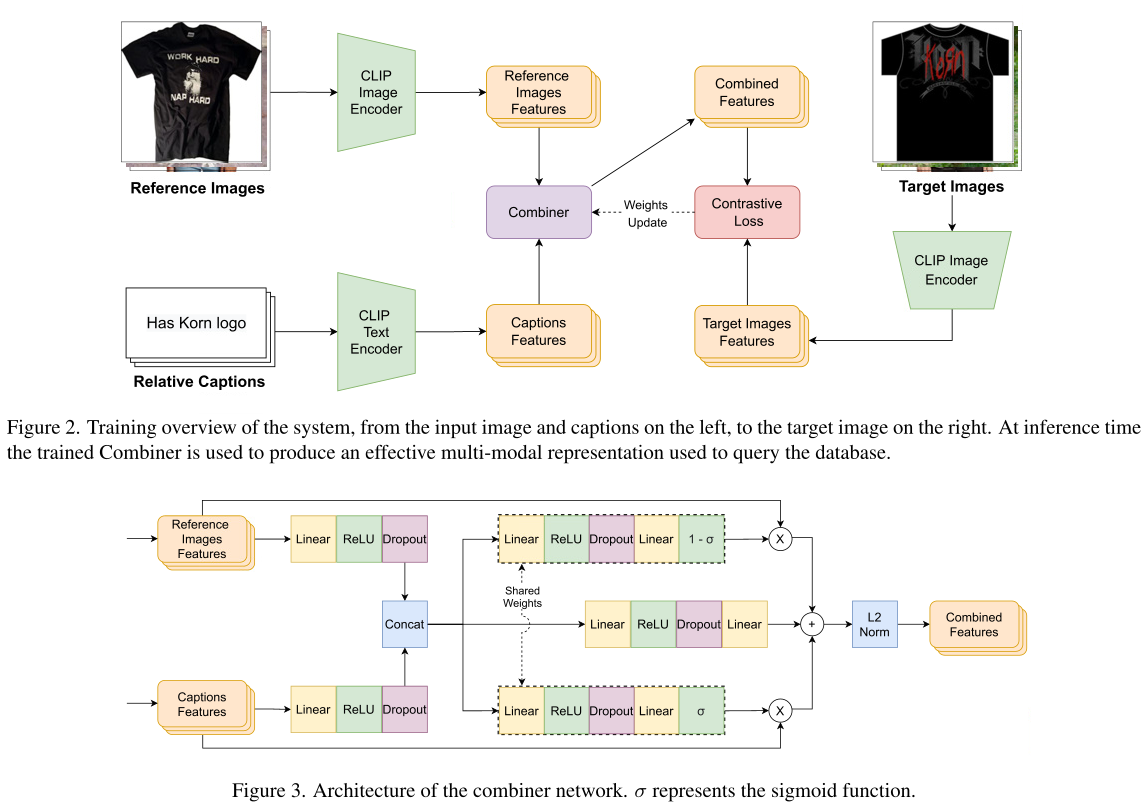 WORK HARD
NAP HARD
Reference Images
CLIP
Image
Encoder
Reference
Images
Features
Combined
Features
Korn
Target Images
Combiner
Weights
Update
Contrastive
Loss
CLIP Image
Encoder
Has Korn logo
Relative Captions
CLIP
Text
Encoder
Captions
Features
Target Images
Features
Figure 2. Training overview of the system, from the input image and captions on the left, to the target image on the right. At inference time
the trained Combiner is used to produce an effective multi-modal representation used to query the database.
Reference
Images
Features
Linear ReLU Dropout
Linear ReLU Dropout Linear 1 - σ
X
Shared
Weights
Concat
Linear ReLU Dropout Linear
+
L2
Norm
Combined
Features
Captions
Features
Linear ReLU Dropout
Linear ReLU Dropout Linear σ
X
Figure 3. Architecture of the combiner network. σ represents the sigmoid function.